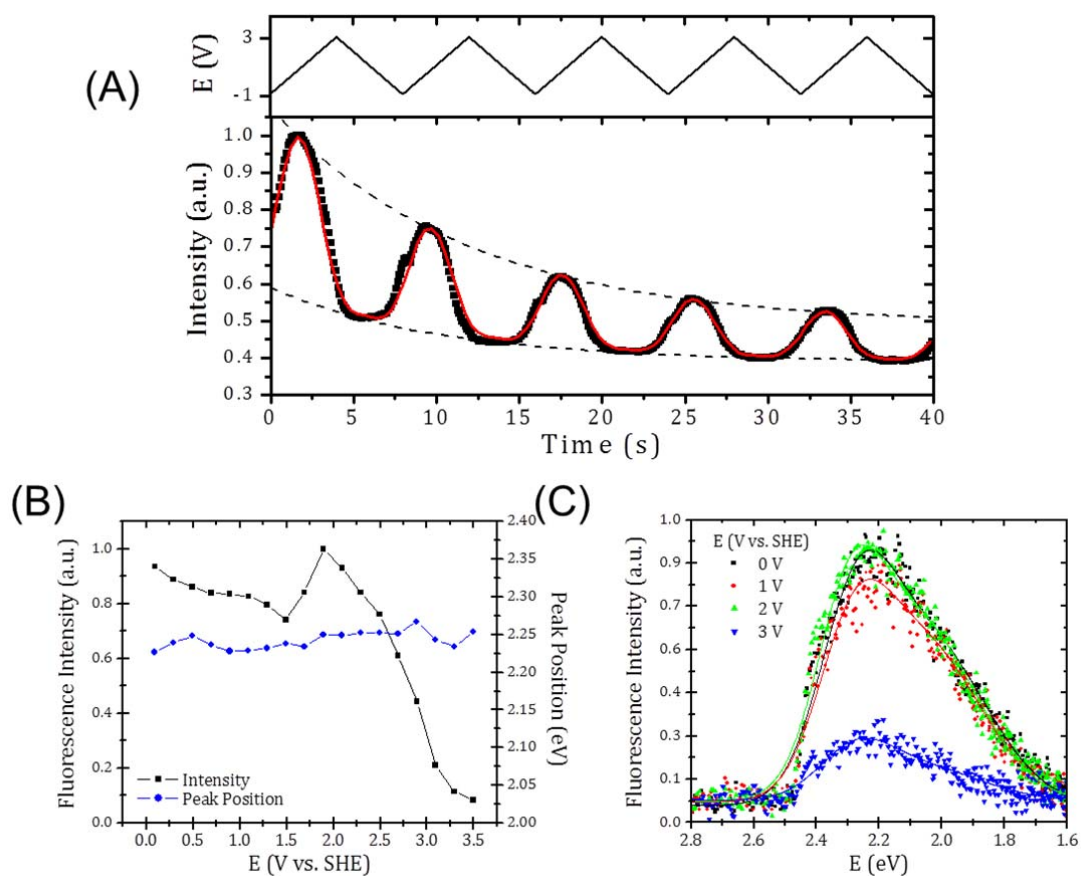 (A)
E (V)
3
-1
Intensity (a.u.)
1.0
0.9
0.8
0.7
0.6
0.5
0.4
0.3
0 5 10 15 20 25 30 35 40
Time (s)
(B)
Fluorescence Intensity (a.u.)
1.0
0.8
0.6
0.4
0.2
0.0
2.40
2.35
2.30
2.25
2.20
2.15
2.10
2.05
2.00
Peak Position (eV)
Intensity
Peak Position
0.0 0.5 1.0 1.5 2.0 2.5 3.0 3.5
E (V vs. SHE)
(C)
Fluorescence Intensity (a.u.)
1.0
0.9
0.8
0.7
0.6
0.5
0.4
0.3
0.1
0.0
E (V vs. SHE)
0 V
1 V
2 V
3 V
2.8 2.6 2.4 2.2 2.0 1.8 1.6
E (eV)